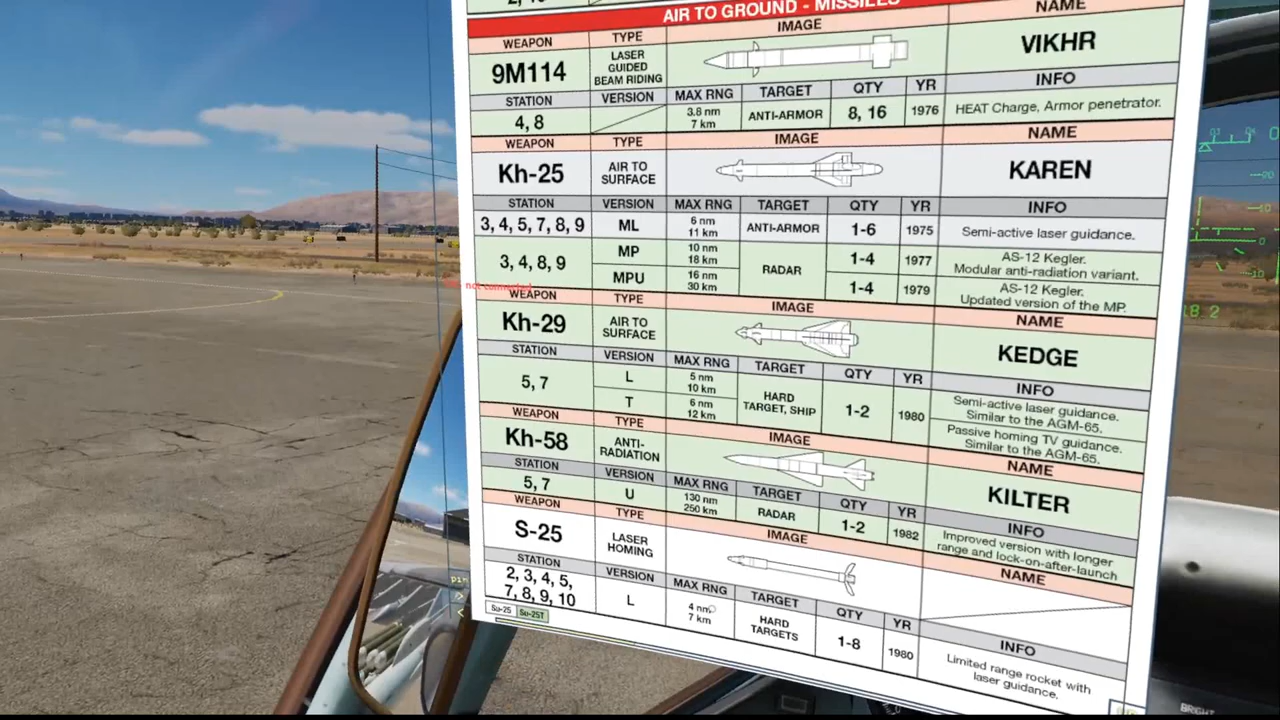 AIR TO GROUND - MISSILES
WEAPON TYPE IMAGE NAME
9M114 LASER GUIDED BEAM RIDING VIKHR
STATION VERSION MAX RNG TARGET QTY YR INFO
4, 8 3.8 nm 7 km ANTI-ARMOR 8, 16 1976 HEAT Charge, Armor penetrator.
WEAPON TYPE IMAGE NAME
Kh-25 AIR TO SURFACE KAREN
STATION VERSION MAX RNG TARGET QTY YR INFO
3, 4, 5, 7, 8, 9 ML 6 nm 11 km ANTI-ARMOR 1-6 1975 Semi-active laser guidance.
3, 4, 8, 9 MP 10 nm 18 km RADAR 1-4 1977 AS-12 Kegler. Modular anti-radiation variant.
MPU 16 nm 30 km 1-4 1979 AS-12 Kegler. Updated version of the MP.
not connected
WEAPON TYPE IMAGE NAME
Kh-29 AIR TO SURFACE KEDGE
STATION VERSION MAX RNG TARGET QTY YR INFO
5, 7 L 5 nm 10 km HARD TARGET, SHIP 1-2 1980 Semi-active laser guidance. Similar to the AGM-65.
T 6 nm 12 km Passive homing TV guidance. Similar to the AGM-65.
WEAPON TYPE IMAGE NAME
Kh-58 ANTI-RADIATION KILTER
STATION VERSION MAX RNG TARGET QTY YR INFO
5, 7 U 130 nm 250 km RADAR 1-2 1982 Improved version with longer range and lock-on-after-launch
WEAPON TYPE IMAGE NAME
S-25 LASER HOMING
STATION VERSION MAX RNG TARGET QTY YR INFO
2, 3, 4, 5, 7, 8, 9, 10 L 4 nm 7 km HARD TARGETS 1-8 1980 Limited range rocket with laser guidance.
Su-25 Su-25T
BRGHT